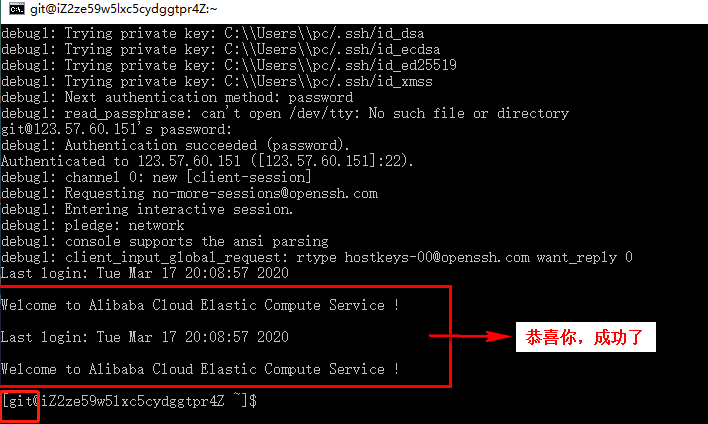 git@iZ2ze59w5lxc5cydggtpr4Z:~
debug1: Trying private key: C:\\Users\\pc/.ssh/id_dsa
debug1: Trying private key: C:\\Users\\pc/.ssh/id_ecdsa
debug1: Trying private key: C:\\Users\\pc/.ssh/id_ed25519
debug1: Trying private key: C:\\Users\\pc/.ssh/id_xmss
debug1: Next authentication method: password
debug1: read_passphrase: can't open /dev/tty: No such file or directory
git@123.57.60.151's password:
debug1: Authentication succeeded (password).
Authenticated to 123.57.60.151 ([123.57.60.151]:22).
debug1: channel 0: new [client-session]
debug1: Requesting no-more-sessions@openssh.com
debug1: Entering interactive session.
debug1: pledge: network
debug1: console supports the ansi parsing
debug1: client_input_global_request: rtype hostkeys-00@openssh.com want_reply 0
Last login: Tue Mar 17 20:08:57 2020
Welcome to Alibaba Cloud Elastic Compute Service !
Last login: Tue Mar 17 20:08:57 2020
恭喜你，成功了
Welcome to Alibaba Cloud Elastic Compute Service !
[git@iZ2ze59w5lxc5cydggtpr4Z ~]$